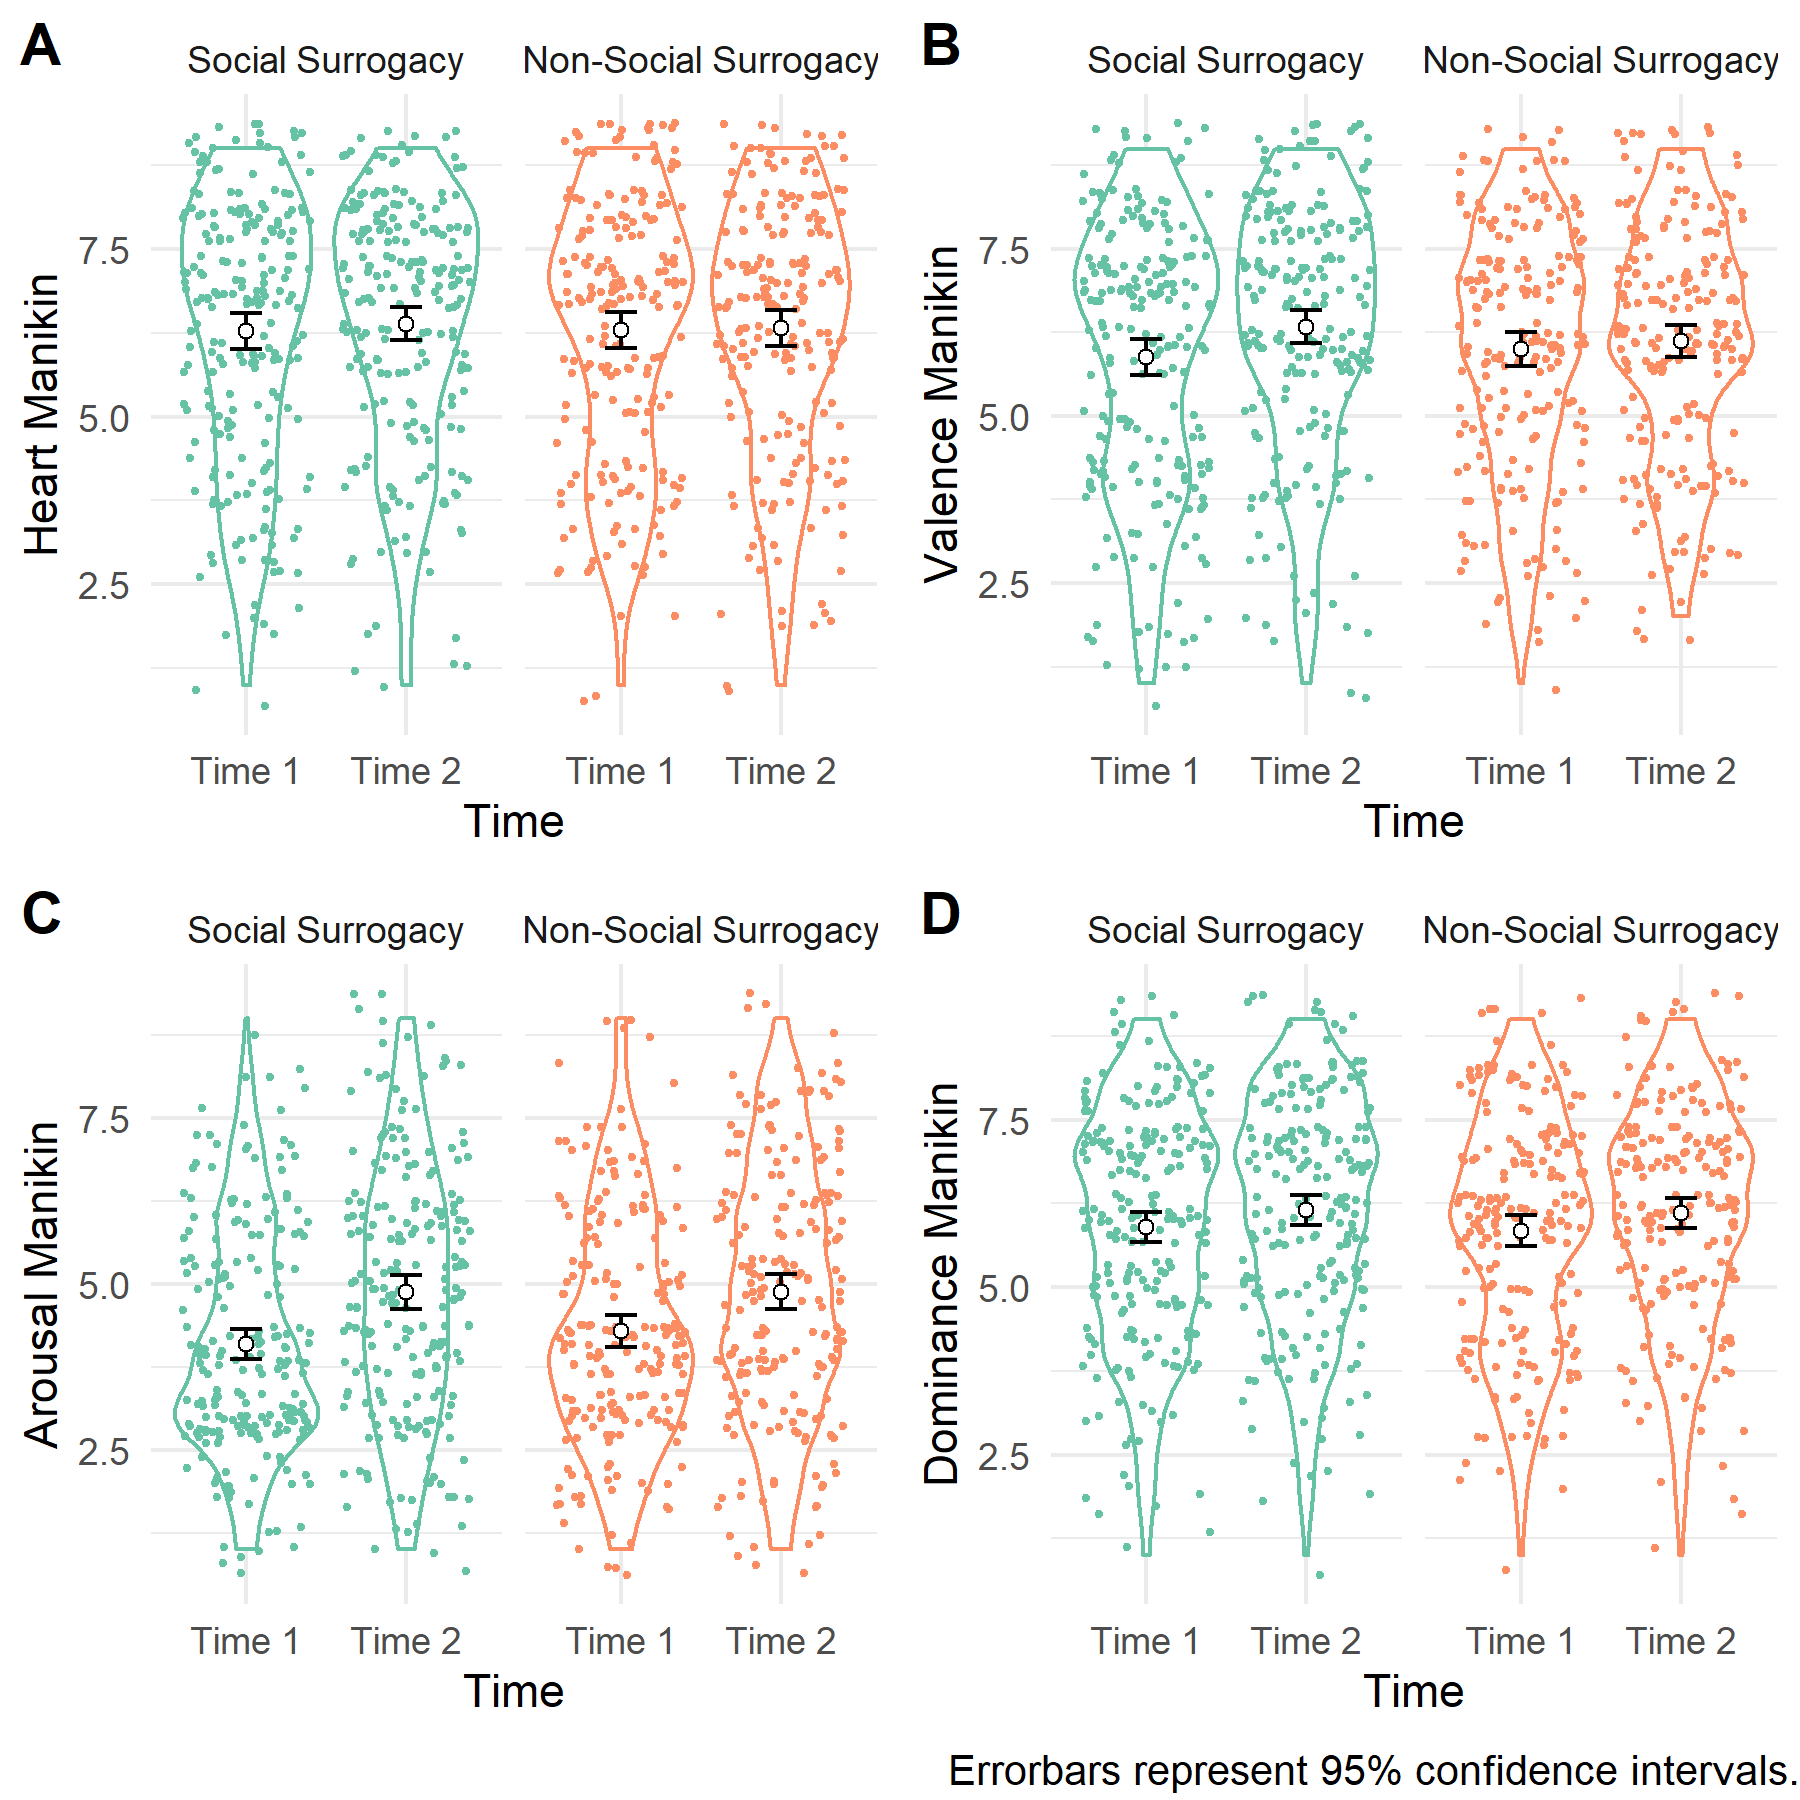 A
Social Surrogacy
Non-Social Surrogacy
Heart Manikin
7.5
5.0
2.5
Time 1
Time 2
Time 1
Time 2
Time
B
Social Surrogacy
Non-Social Surrogacy
Valence Manikin
7.5
5.0
2.5
Time 1
Time 2
Time 1
Time 2
Time
C
Social Surrogacy
Non-Social Surrogacy
Arousal Manikin
7.5
5.0
2.5
Time 1
Time 2
Time 1
Time 2
Time
D
Social Surrogacy
Non-Social Surrogacy
Dominance Manikin
7.5
5.0
2.5
Time 1
Time 2
Time 1
Time 2
Time
Errorbars represent 95% confidence intervals.